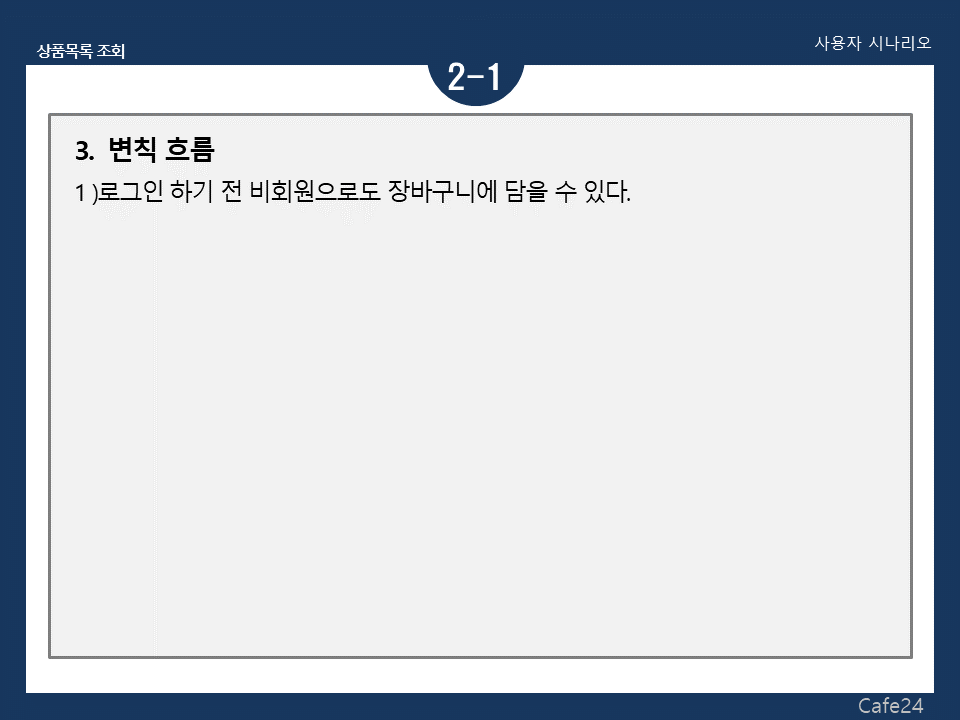 상품목록 조회
사용자 시나리오
2-1
3. 변칙 흐름
1 )로그인 하기 전 비회원으로도 장바구니에 담을 수 있다.
Cafe24